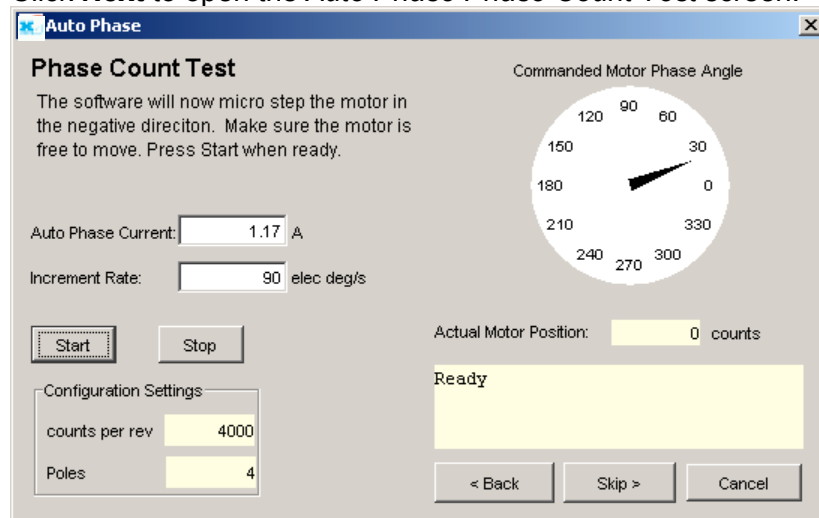 Click Next to open the Auto Phase Phase Count Test screen.
Auto Phase
Phase Count Test
The software will now micro step the motor in
the negative direciton. Make sure the motor is
free to move. Press Start when ready.
Commanded Motor Phase Angle
90
120 60
150 30
180 0
210 330
240 300
270
Auto Phase Current: 1.17 A
Increment Rate: 90 elec deg/s
Start Stop
Actual Motor Position: 0 counts
Ready
Configuration Settings
counts per rev 4000
Poles 4
< Back Skip > Cancel